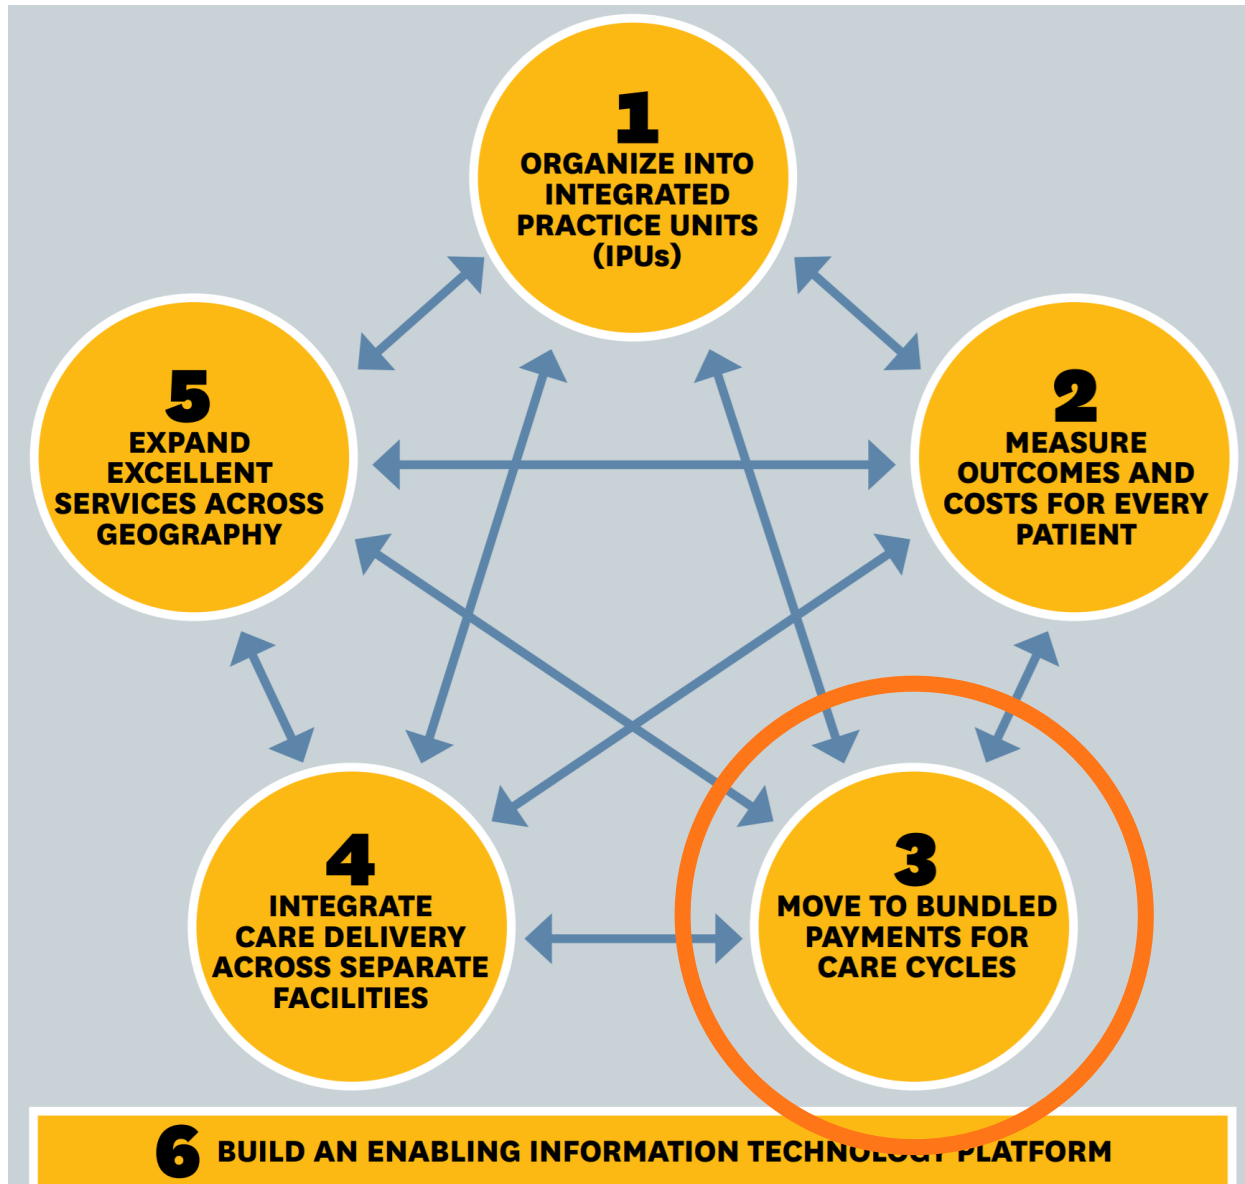 1
ORGANIZE INTO
INTEGRATED
PRACTICE UNITS
(IPUs)
2
MEASURE
OUTCOMES AND
COSTS FOR EVERY
PATIENT
3
MOVE TO BUNDLED
PAYMENTS FOR
CARE CYCLES
4
INTEGRATE
CARE DELIVERY
ACROSS SEPARATE
FACILITIES
5
EXPAND
EXCELLENT
SERVICES ACROSS
GEOGRAPHY
6 BUILD AN ENABLING INFORMATION TECHNOLOGY PLATFORM